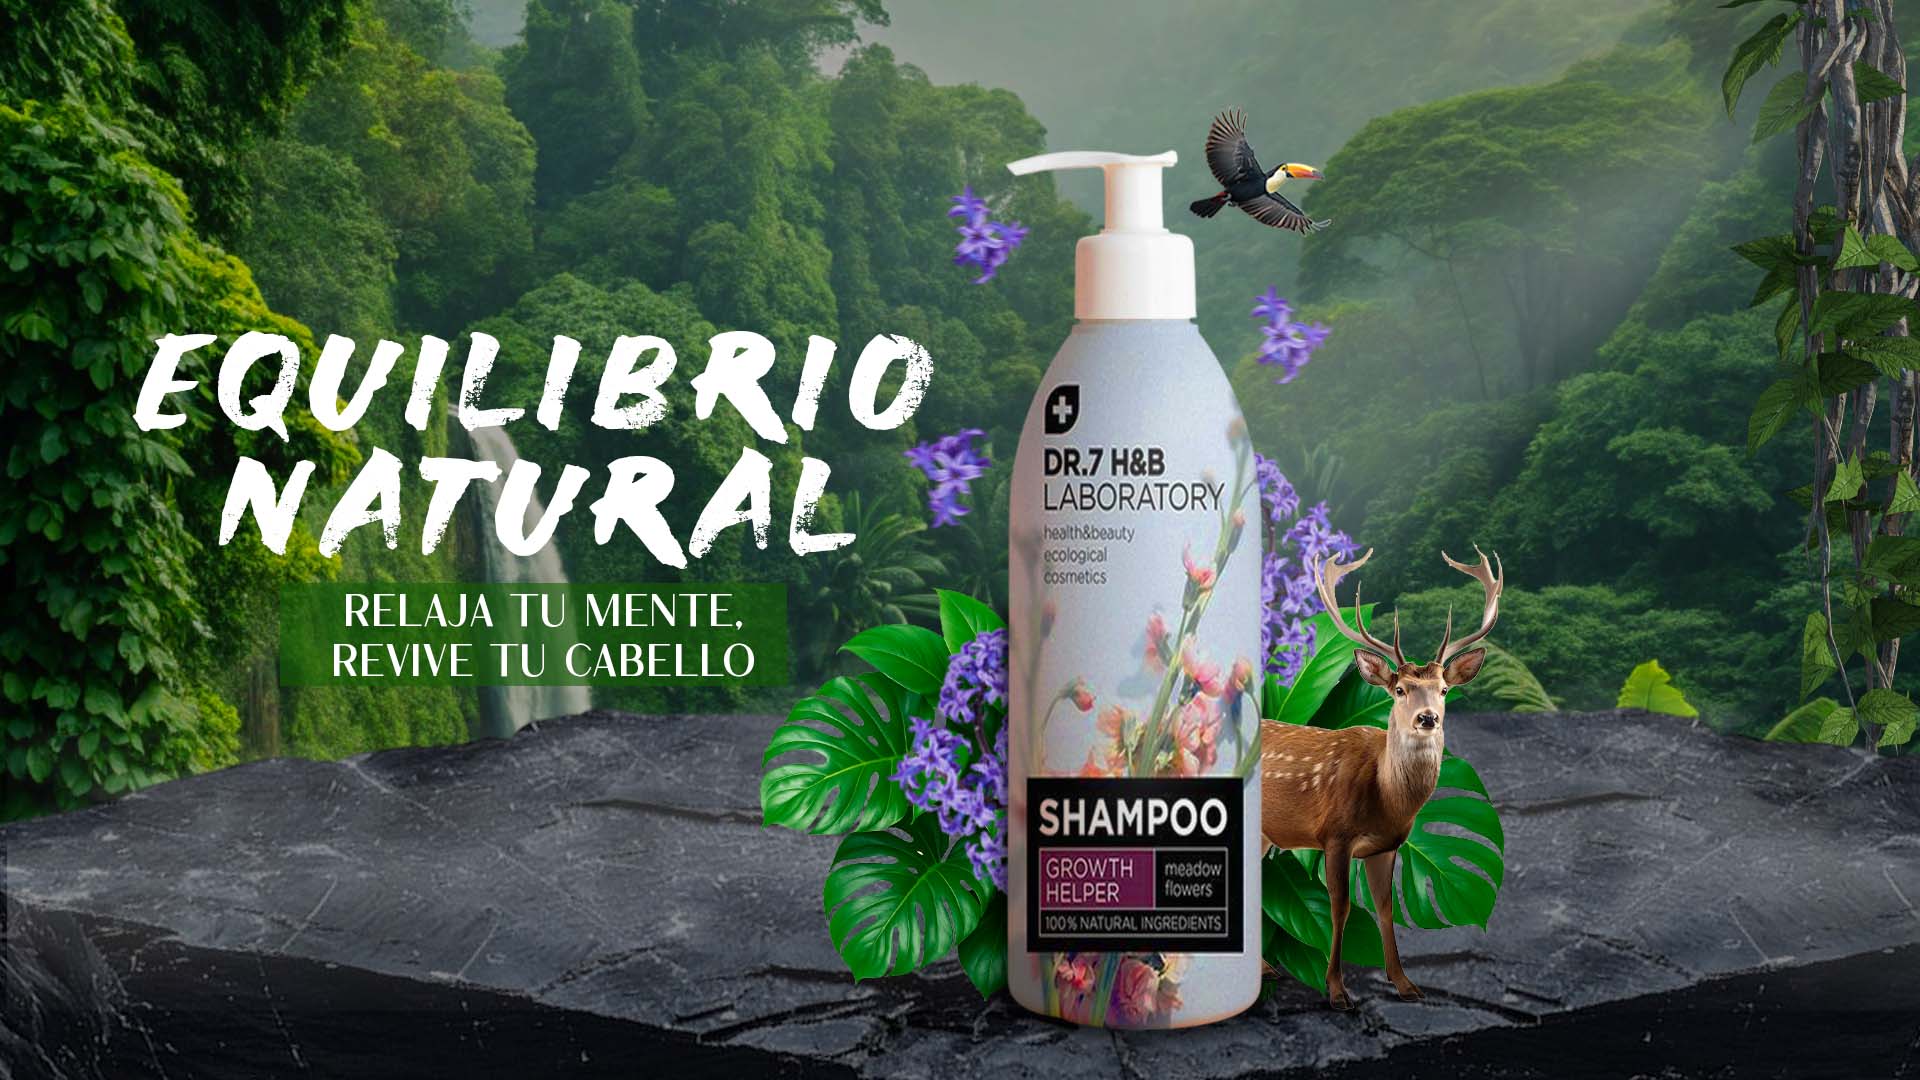 EQUILIBRIO
NATURAL
RELAJA TU MENTE,
REVIVE TU CABELLO
DR.7 H&B
LABORATORY
health&beauty
ecological
cosmetics
SHAMPOO
GROWTH
HELPER
meadow
flowers
100% NATURAL INGREDIENTS